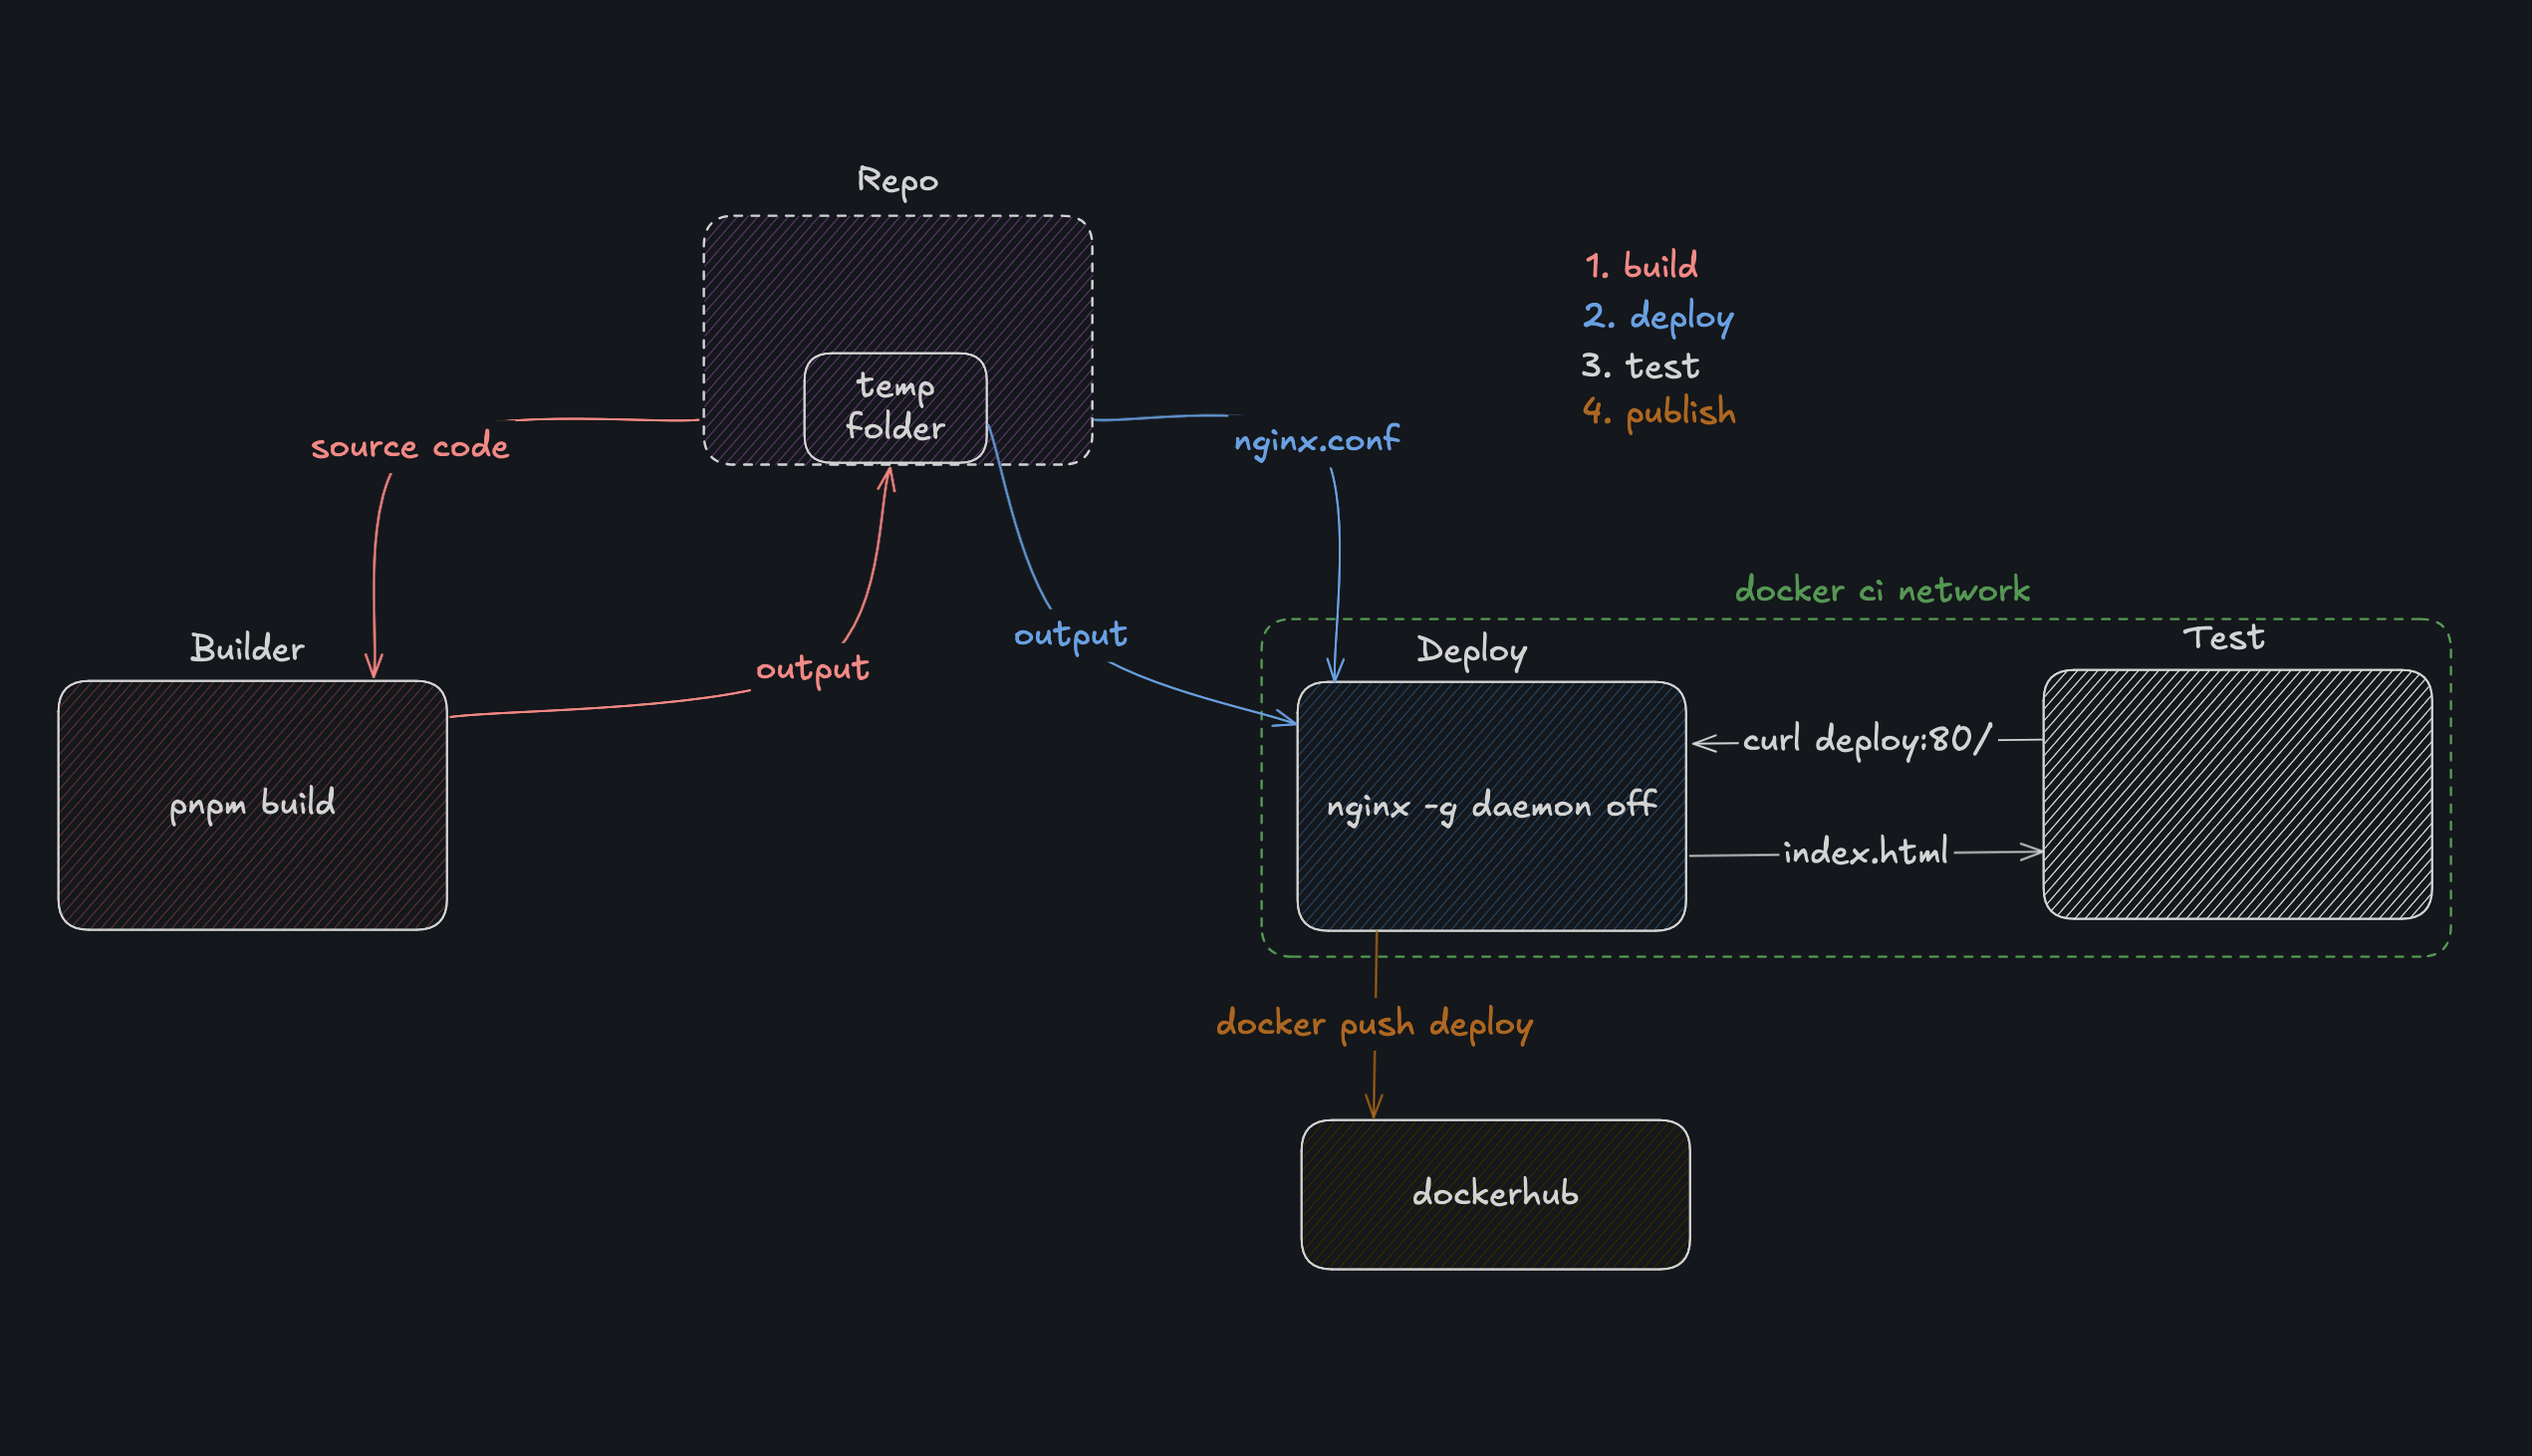 Repo
temp
folder
1. build
2. deploy
3. test
4. publish
source code
nginx.conf
output
output
docker ci network
Builder
pnpm build
Deploy
nginx -g daemon off
Test
curl deploy:80/
index.html
docker push deploy
dockerhub